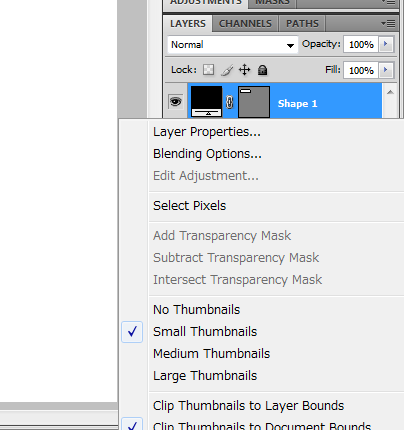 ADJUSTMENTS MASKS
LAYERS CHANNELS PATHS
Normal Opacity: 100%
Lock: Fill: 100%
Shape 1
Layer Properties...
Blending Options...
Edit Adjustment...
Select Pixels
Add Transparency Mask
Subtract Transparency Mask
Intersect Transparency Mask
No Thumbnails
Small Thumbnails
Medium Thumbnails
Large Thumbnails
Clip Thumbnails to Layer Bounds
Clip Thumbnails to Document Bounds